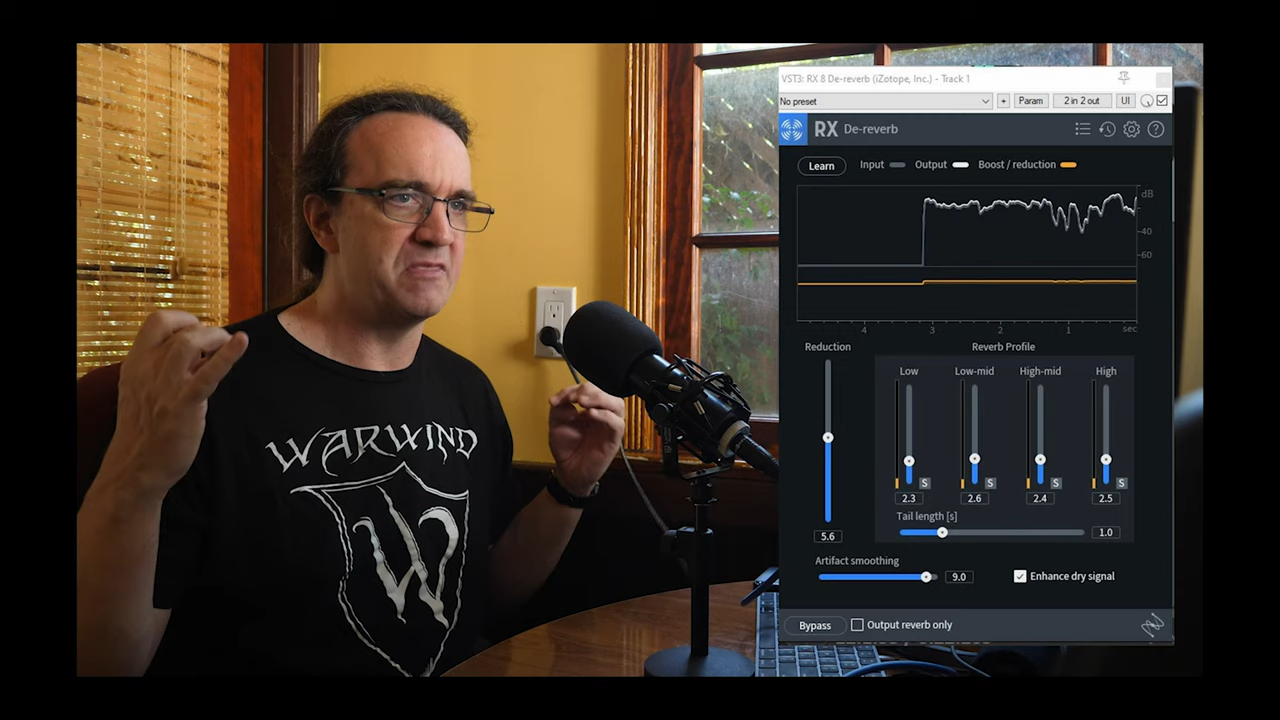 WARWIND
W
VST3: RX 8 De-reverb (iZotope, Inc.) - Track 1
No preset
+
Param
2 in 2 out
UI
RX De-reverb
?
Learn
Input
Output
Boost / reduction
dB
-40
-60
4 3 2 1 sec
Reduction
Reverb Profile
Low Low-mid High-mid High
S S S S
2.3 2.6 2.4 2.5
Tail length [s]
1.0
5.6
Artifact smoothing
9.0
Enhance dry signal
Bypass
Output reverb only